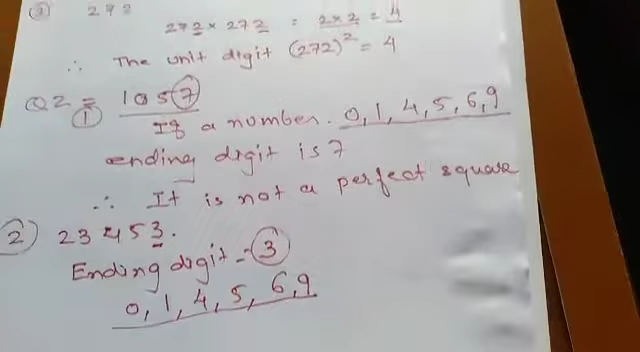 ③ 272
272 x 272 = 2x2 = 4
∴ The unit digit (272)² = 4
Q2 = ① 1057
If a number. 0, 1, 4, 5, 6, 9
ending digit is 7
∴ It is not a perfect square
② 23453.
Ending digit = ③
0, 1, 4, 5, 6, 9